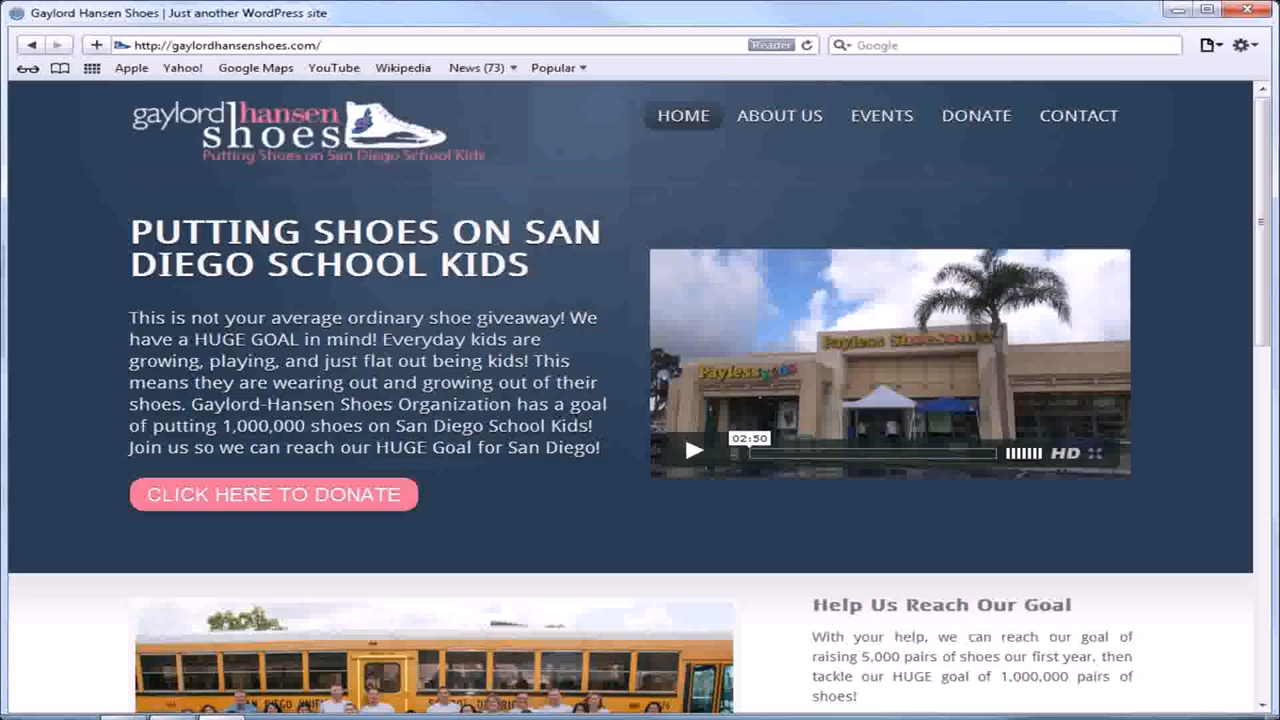 Gaylord Hansen Shoes | Just another WordPress site
http://gaylordhansenshoes.com/
Reader
Google
Apple Yahoo! Google Maps YouTube Wikipedia News (73) Popular
gaylord hansen
shoes
Putting Shoes on San Diego School Kids
HOME ABOUT US EVENTS DONATE CONTACT
PUTTING SHOES ON SAN
DIEGO SCHOOL KIDS
This is not your average ordinary shoe giveaway! We
have a HUGE GOAL in mind! Everyday kids are
growing, playing, and just flat out being kids! This
means they are wearing out and growing out of their
shoes. Gaylord-Hansen Shoes Organization has a goal
of putting 1,000,000 shoes on San Diego School Kids!
Join us so we can reach our HUGE Goal for San Diego!
CLICK HERE TO DONATE
Payless ShoeSource
Payless
02:50
HD
Help Us Reach Our Goal
With your help, we can reach our goal of
raising 5,000 pairs of shoes our first year, then
tackle our HUGE goal of 1,000,000 pairs of
shoes!
SAN DIEGO UNIFIED